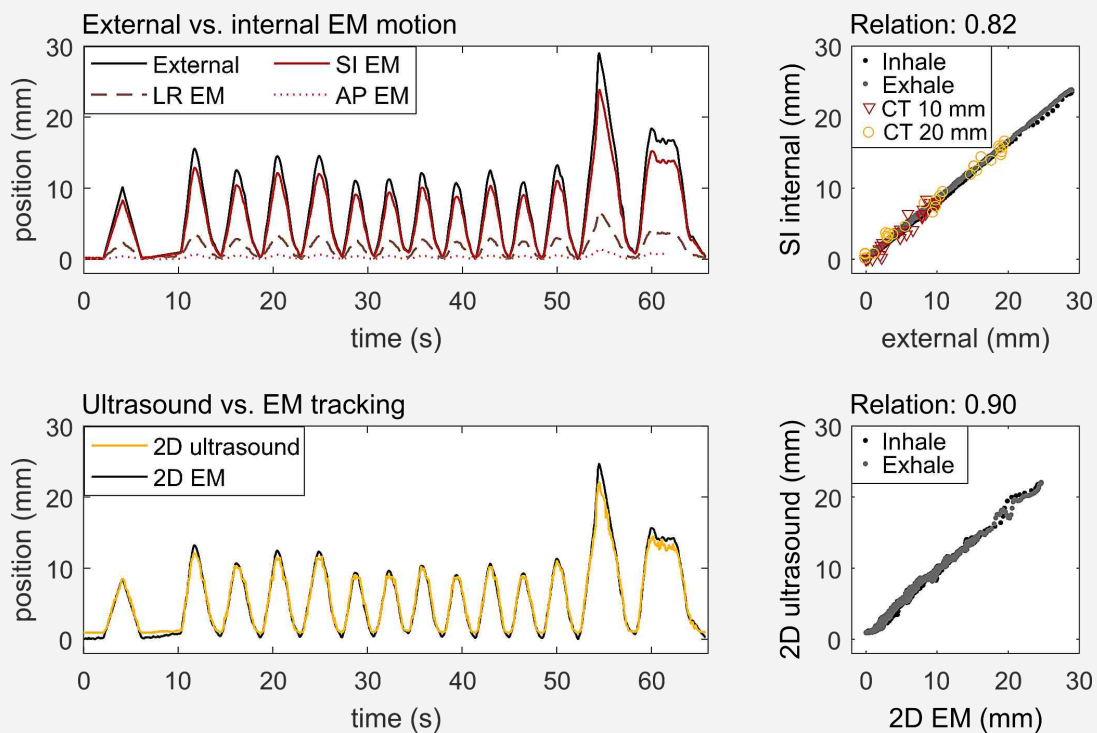 External vs. internal EM motion
position (mm)
30
20
10
0
External
SI EM
LR EM
AP EM
0 10 20 30 40 50 60
time (s)
Relation: 0.82
SI internal (mm)
30
20
10
0
Inhale
Exhale
CT 10 mm
CT 20 mm
0 10 20 30
external (mm)
Ultrasound vs. EM tracking
position (mm)
30
20
10
0
2D ultrasound
2D EM
0 10 20 30 40 50 60
time (s)
Relation: 0.90
2D ultrasound (mm)
30
20
10
0
Inhale
Exhale
0 10 20 30
2D EM (mm)